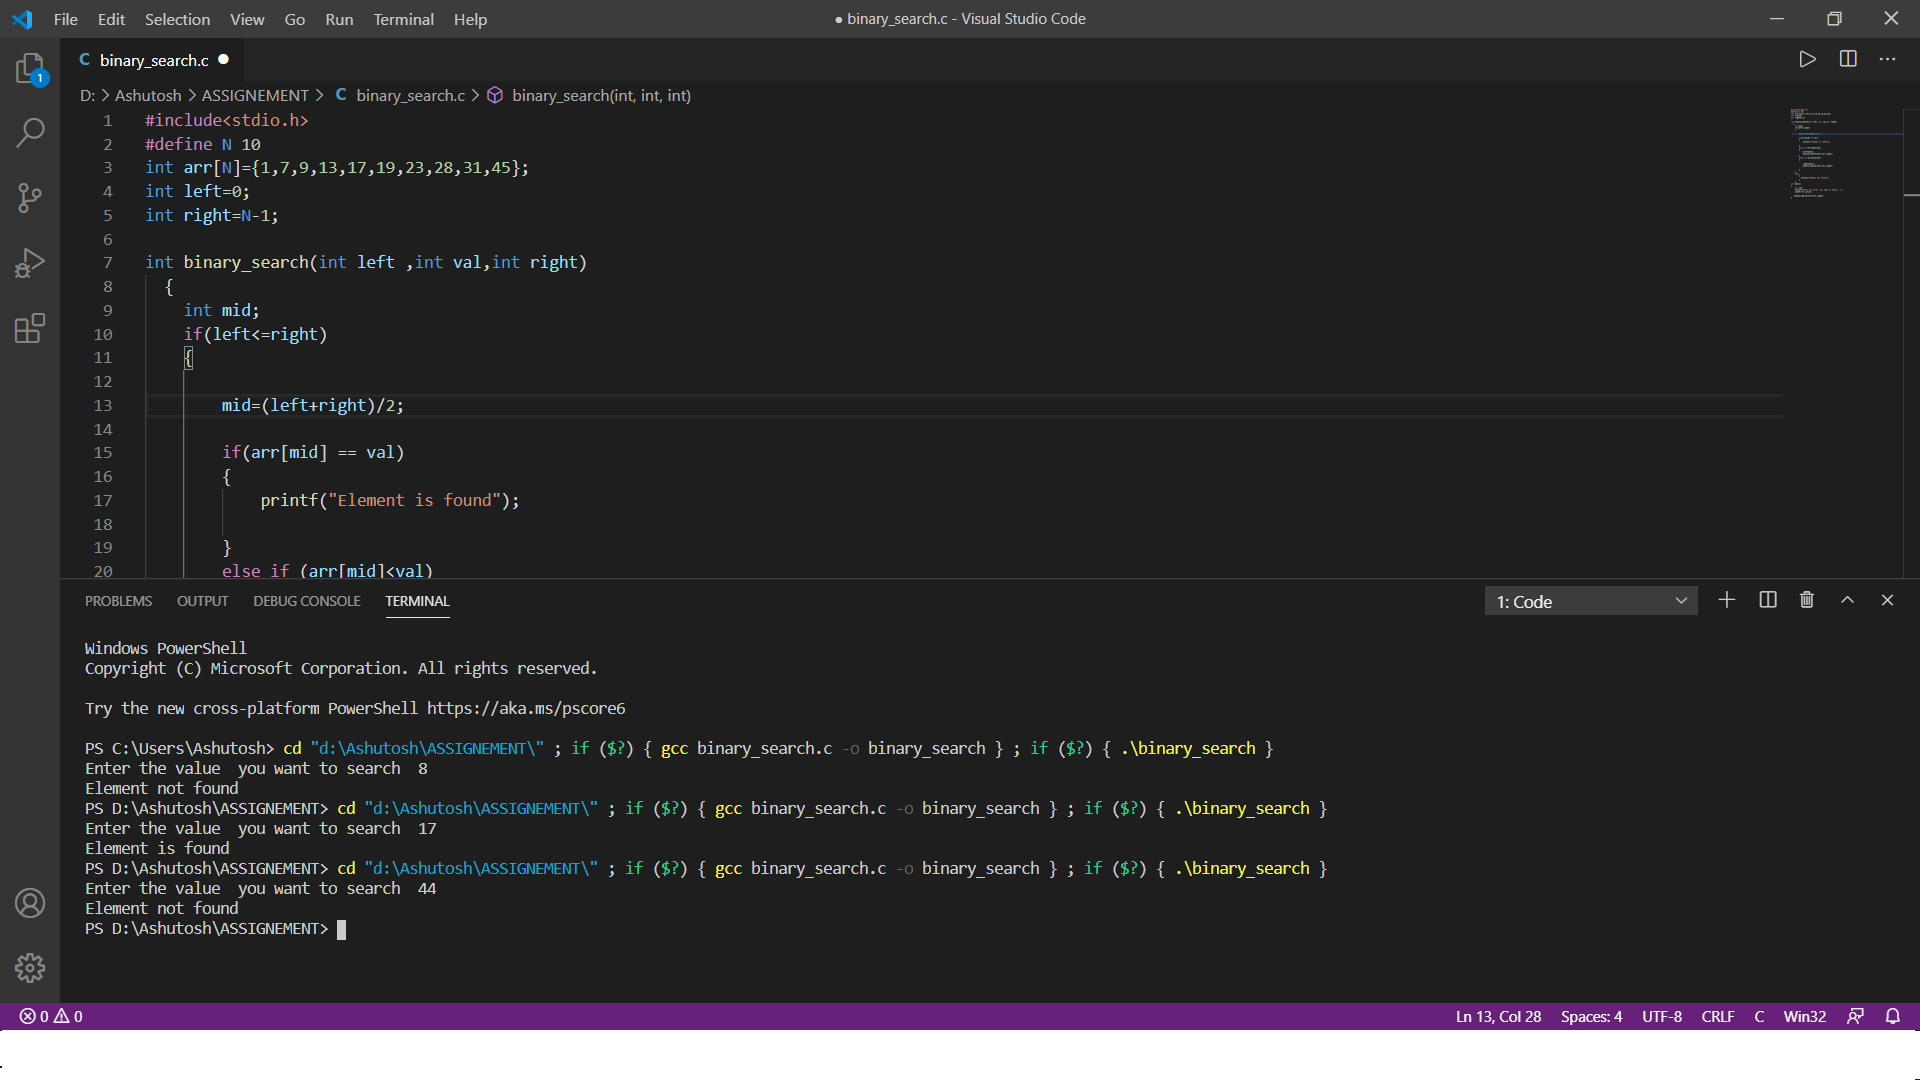 File Edit Selection View Go Run Terminal Help
● binary_search.c - Visual Studio Code
1
C binary_search.c ●
D: > Ashutosh > ASSIGNEMENT > C binary_search.c > binary_search(int, int, int)
1 #include<stdio.h>
2 #define N 10
3 int arr[N]={1,7,9,13,17,19,23,28,31,45};
4 int left=0;
5 int right=N-1;
6
7 int binary_search(int left ,int val,int right)
8 {
9 int mid;
10 if(left<=right)
11 {
12
13 mid=(left+right)/2;
14
15 if(arr[mid] == val)
16 {
17 printf("Element is found");
18
19 }
20 else if (arr[mid]<val)
PROBLEMS OUTPUT DEBUG CONSOLE TERMINAL
1: Code
Windows PowerShell
Copyright (C) Microsoft Corporation. All rights reserved.
Try the new cross-platform PowerShell https://aka.ms/pscore6
PS C:\Users\Ashutosh> cd "d:\Ashutosh\ASSIGNEMENT\" ; if ($?) { gcc binary_search.c -o binary_search } ; if ($?) { .\binary_search }
Enter the value  you want to search  8
Element not found
PS D:\Ashutosh\ASSIGNEMENT> cd "d:\Ashutosh\ASSIGNEMENT\" ; if ($?) { gcc binary_search.c -o binary_search } ; if ($?) { .\binary_search }
Enter the value  you want to search  17
Element is found
PS D:\Ashutosh\ASSIGNEMENT> cd "d:\Ashutosh\ASSIGNEMENT\" ; if ($?) { gcc binary_search.c -o binary_search } ; if ($?) { .\binary_search }
Enter the value  you want to search  44
Element not found
PS D:\Ashutosh\ASSIGNEMENT>
0 0
Ln 13, Col 28 Spaces: 4 UTF-8 CRLF C Win32